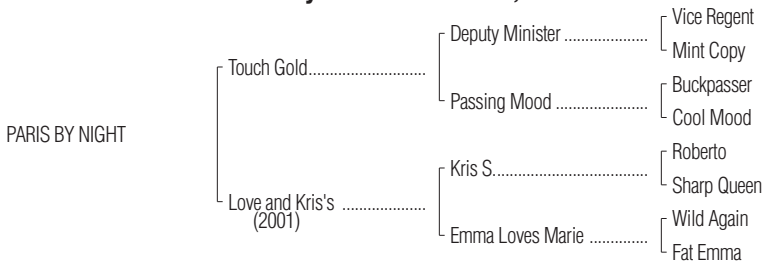 Vice Regent
Deputy Minister ....................
Mint Copy
Touch Gold............................
Buckpasser
Passing Mood ......................
Cool Mood
PARIS BY NIGHT
Roberto
Kris S....................................
Sharp Queen
Love and Kris's ....................
(2001)
Wild Again
Emma Loves Marie ..............
Fat Emma